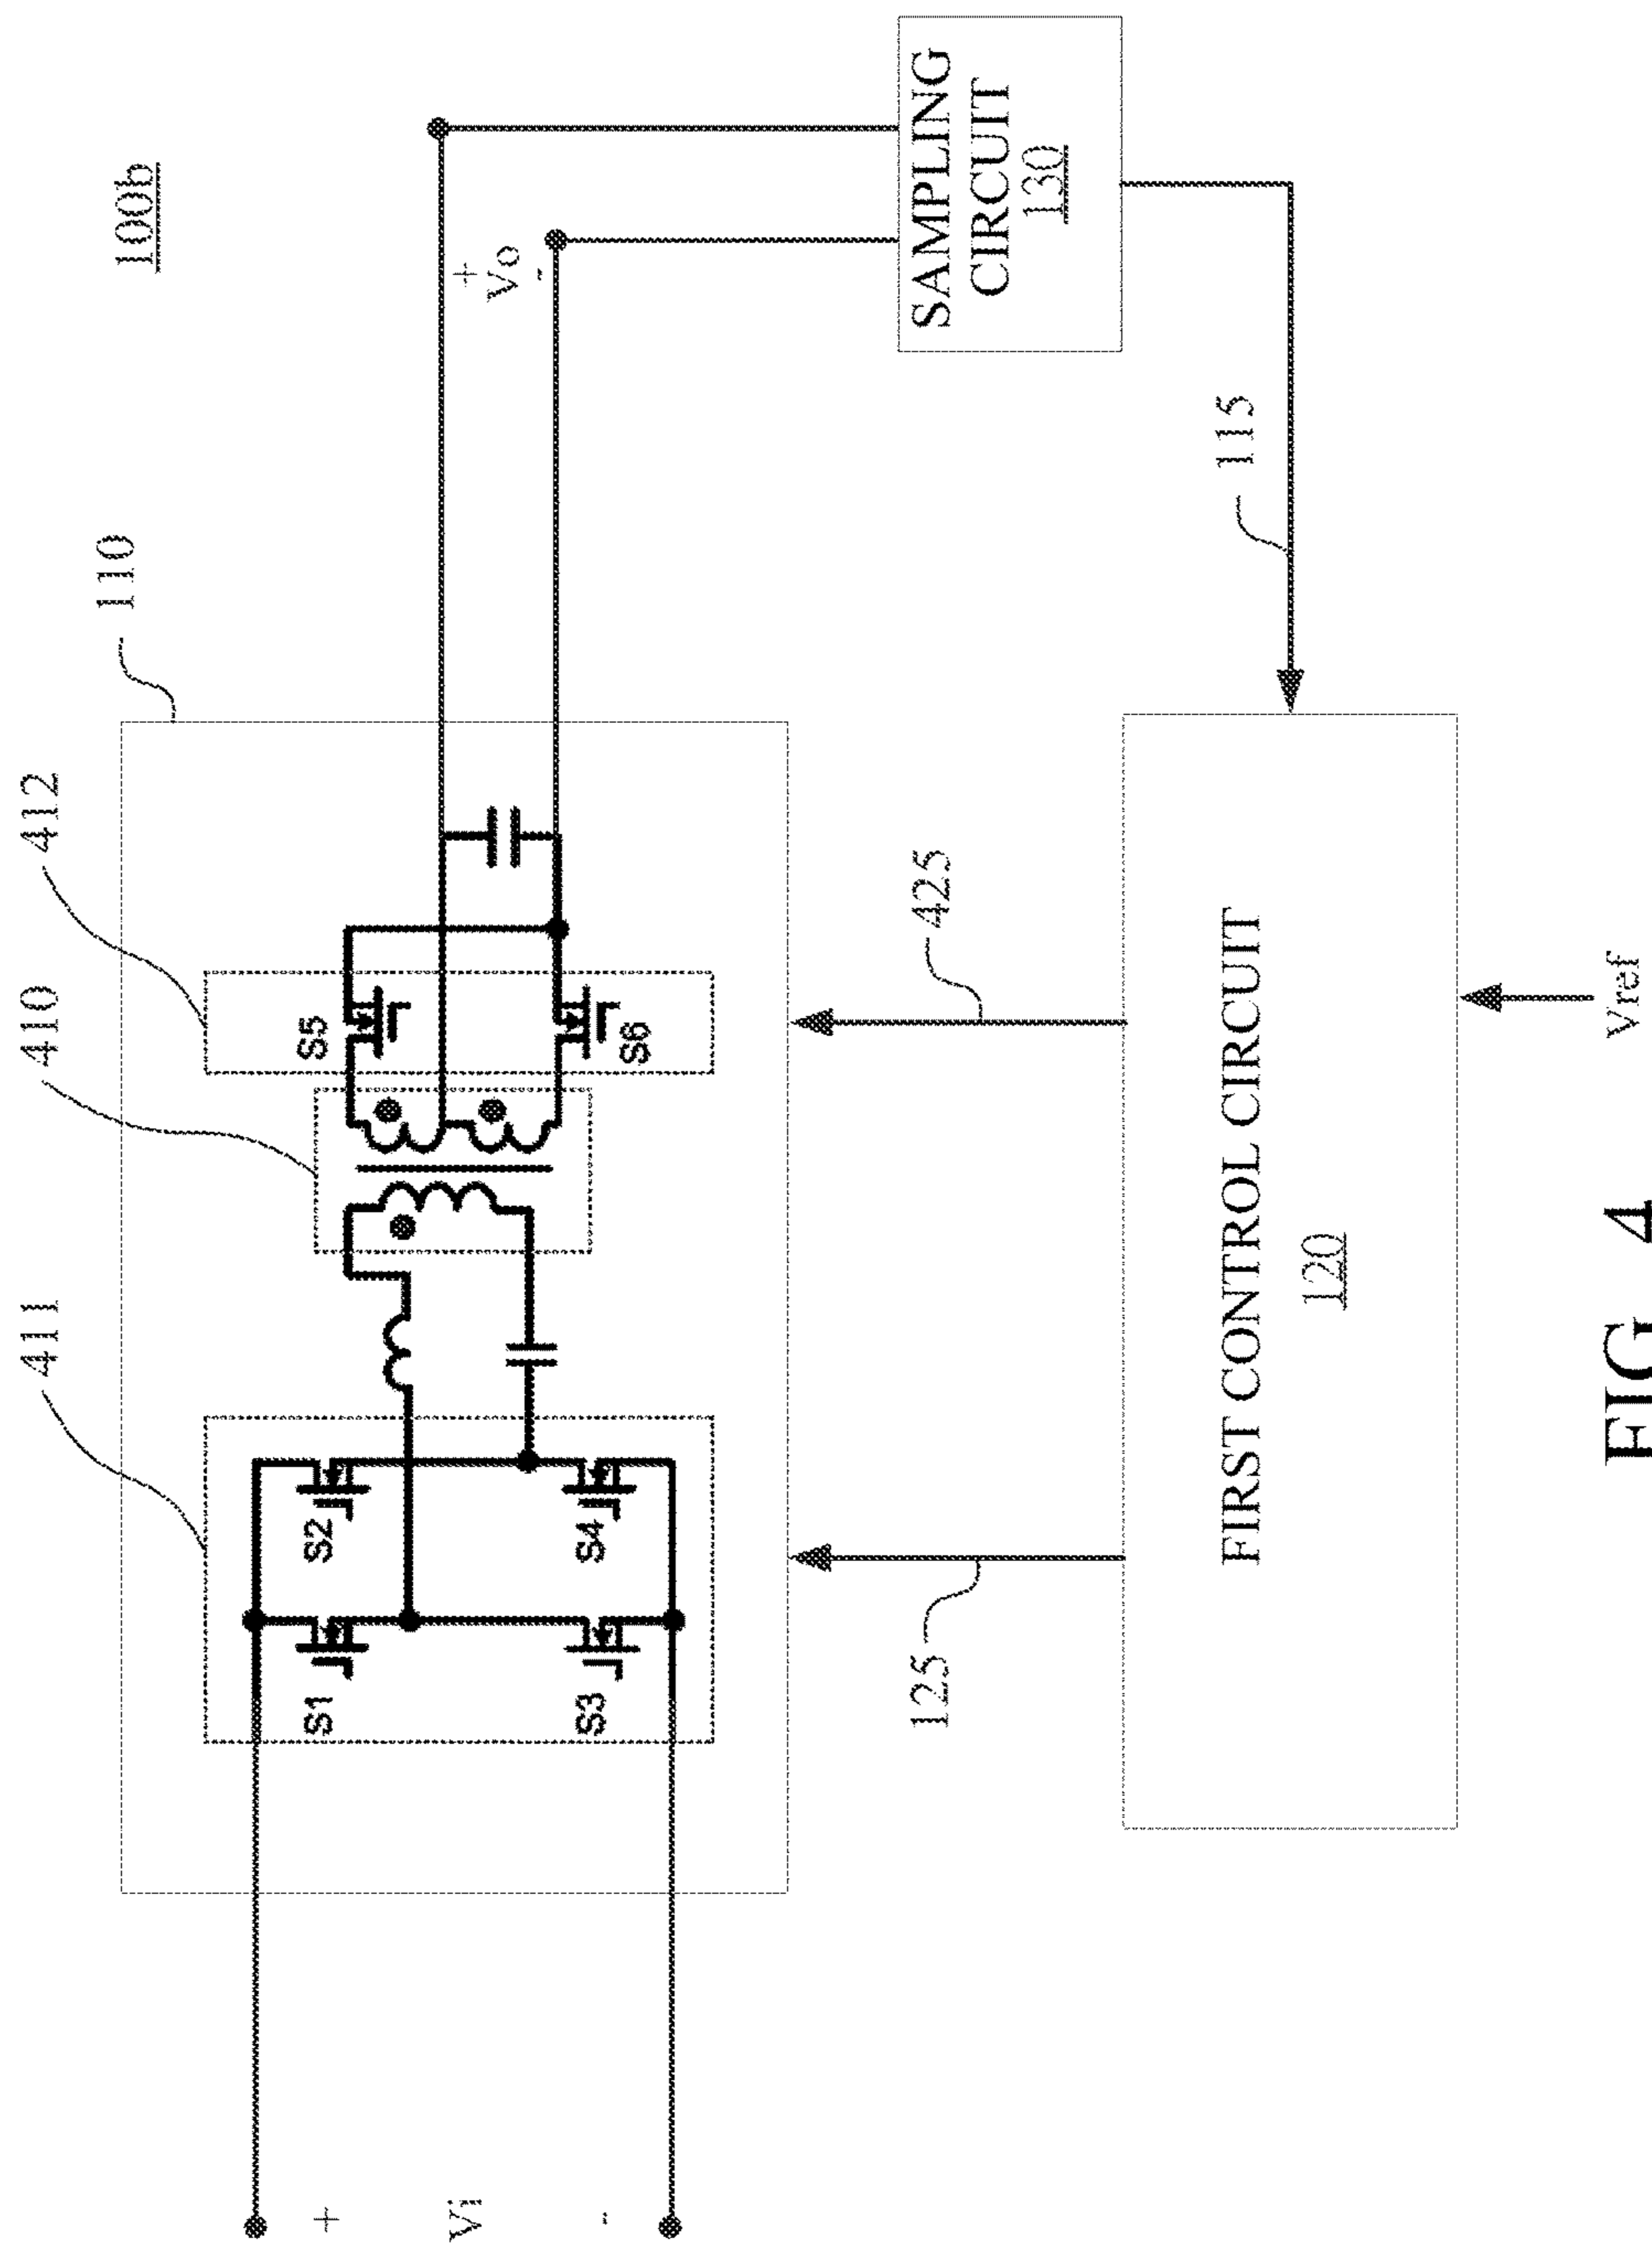 100b
110
411
410
412
S1
S2
S3
S4
S5
S6
+
Vi
-
+
Vo
-
125
425
115
SAMPLING
CIRCUIT
130
FIRST CONTROL CIRCUIT
120
Vref
FIG. 4